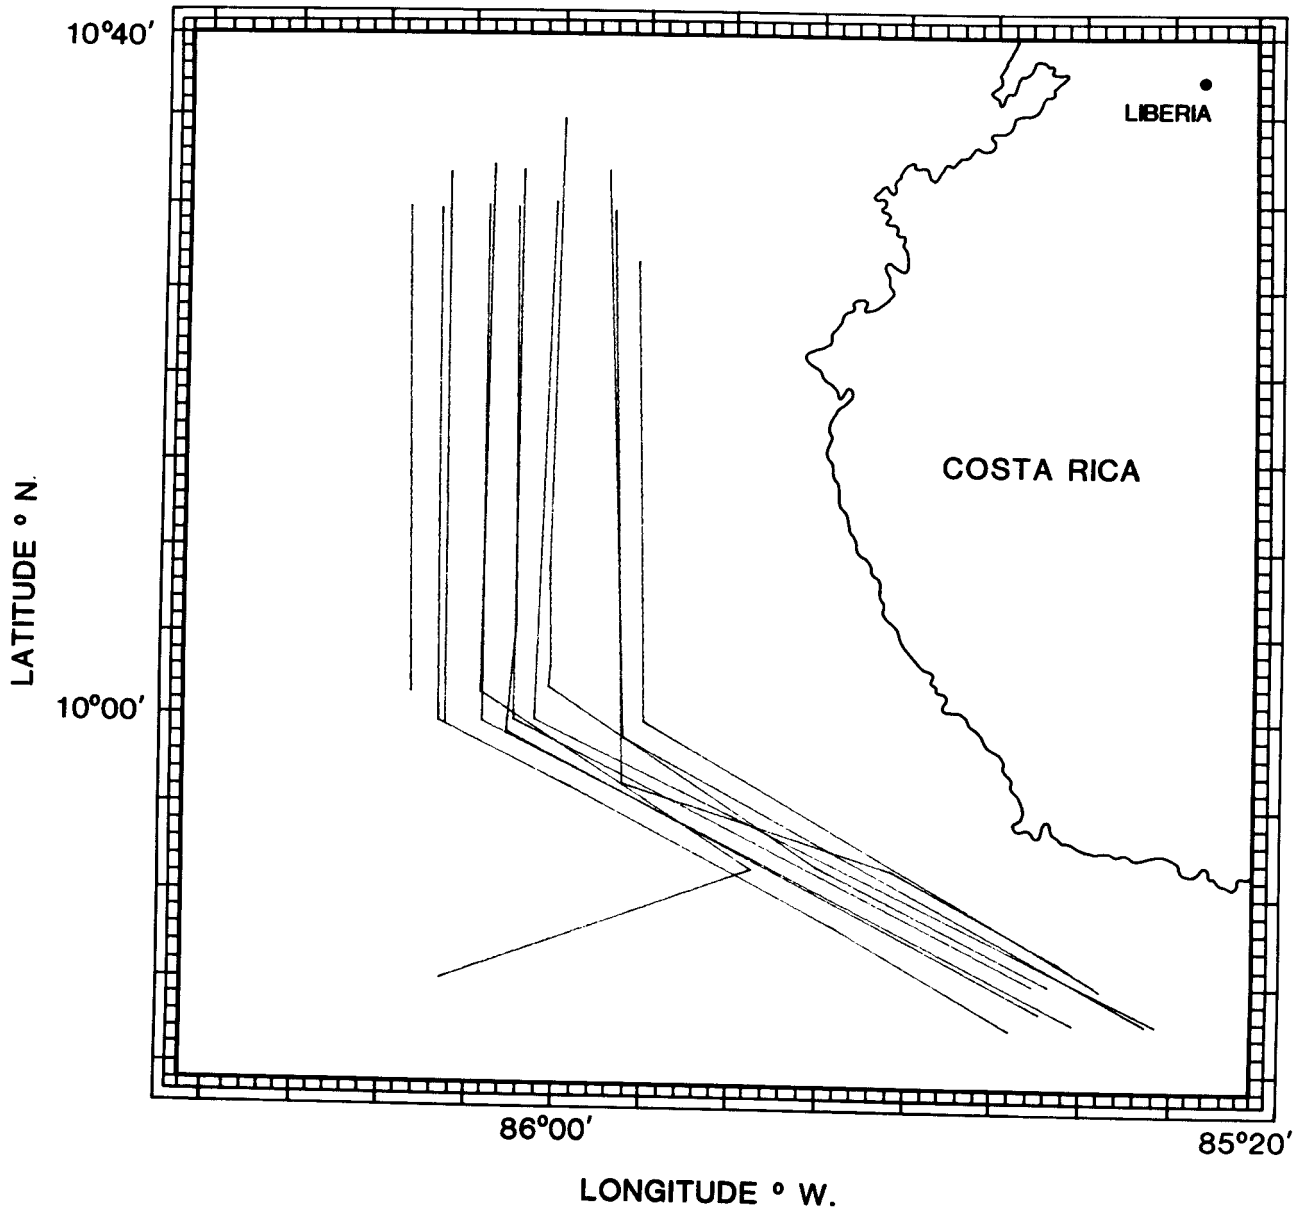 10°40'
LIBERIA
COSTA RICA
LATITUDE ° N.
10°00'
86°00'
85°20'
LONGITUDE ° W.